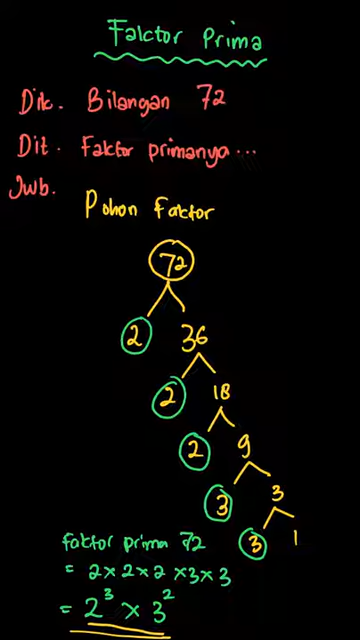 Faktor Prima
Dik. Bilangan 72
Dit. Faktor primanya...
Jwb.
Pohon Faktor
72
2 36
2 18
2 9
3 3
3 1
faktor prima 72
= 2 × 2 × 2 × 3 × 3
= 2³ × 3²